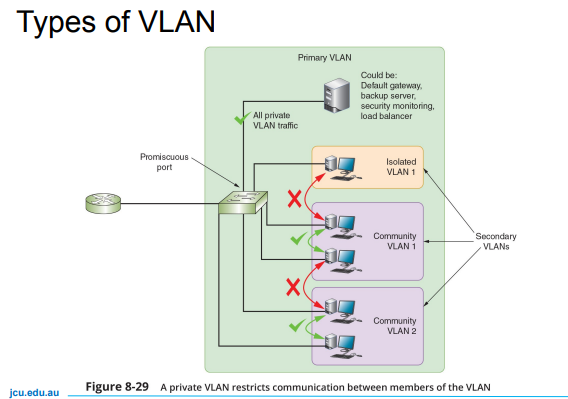 Types of VLAN
Primary VLAN
Could be:
Default gateway,
backup server,
security monitoring,
load balancer
All private
VLAN traffic
Promiscuous
port
Isolated
VLAN 1
Community
VLAN 1
Secondary
VLANs
Community
VLAN 2
Figure 8-29 A private VLAN restricts communication between members of the VLAN
jcu.edu.au